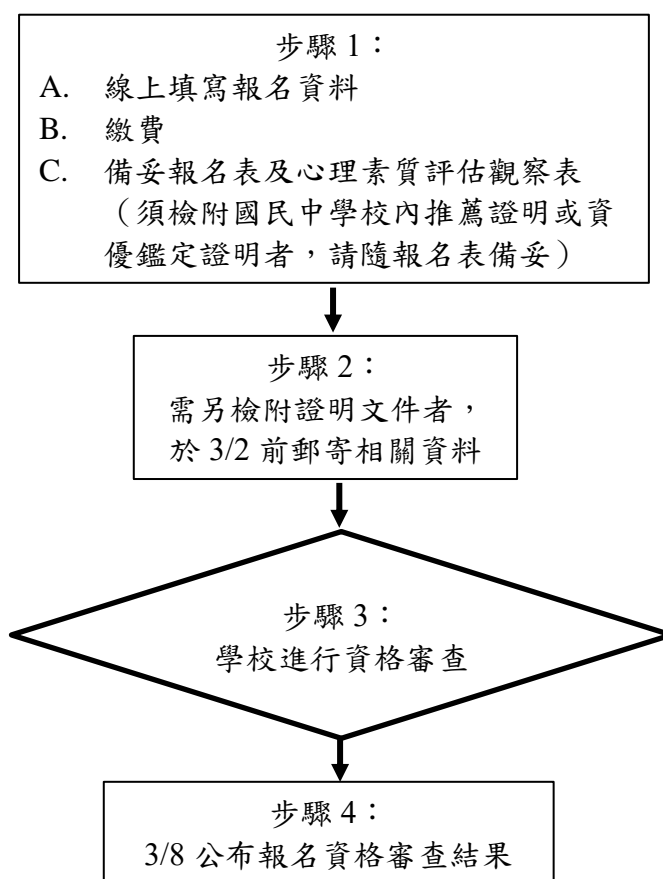 步驟 1：
A. 線上填寫報名資料
B. 繳費
C. 備妥報名表及心理素質評估觀察表
（須檢附國民中學校內推薦證明或資
優鑑定證明者，請隨報名表備妥）
步驟 2：
需另檢附證明文件者，
於 3/2 前郵寄相關資料
步驟 3：
學校進行資格審查
步驟 4：
3/8 公布報名資格審查結果